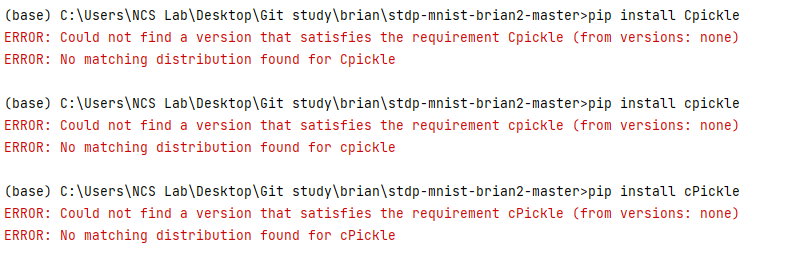 (base) C:\Users\NCS Lab\Desktop\Git study\brian\stdp-mnist-brian2-master>pip install Cpickle
ERROR: Could not find a version that satisfies the requirement Cpickle (from versions: none)
ERROR: No matching distribution found for Cpickle
(base) C:\Users\NCS Lab\Desktop\Git study\brian\stdp-mnist-brian2-master>pip install cpickle
ERROR: Could not find a version that satisfies the requirement cpickle (from versions: none)
ERROR: No matching distribution found for cpickle
(base) C:\Users\NCS Lab\Desktop\Git study\brian\stdp-mnist-brian2-master>pip install cPickle
ERROR: Could not find a version that satisfies the requirement cPickle (from versions: none)
ERROR: No matching distribution found for cPickle